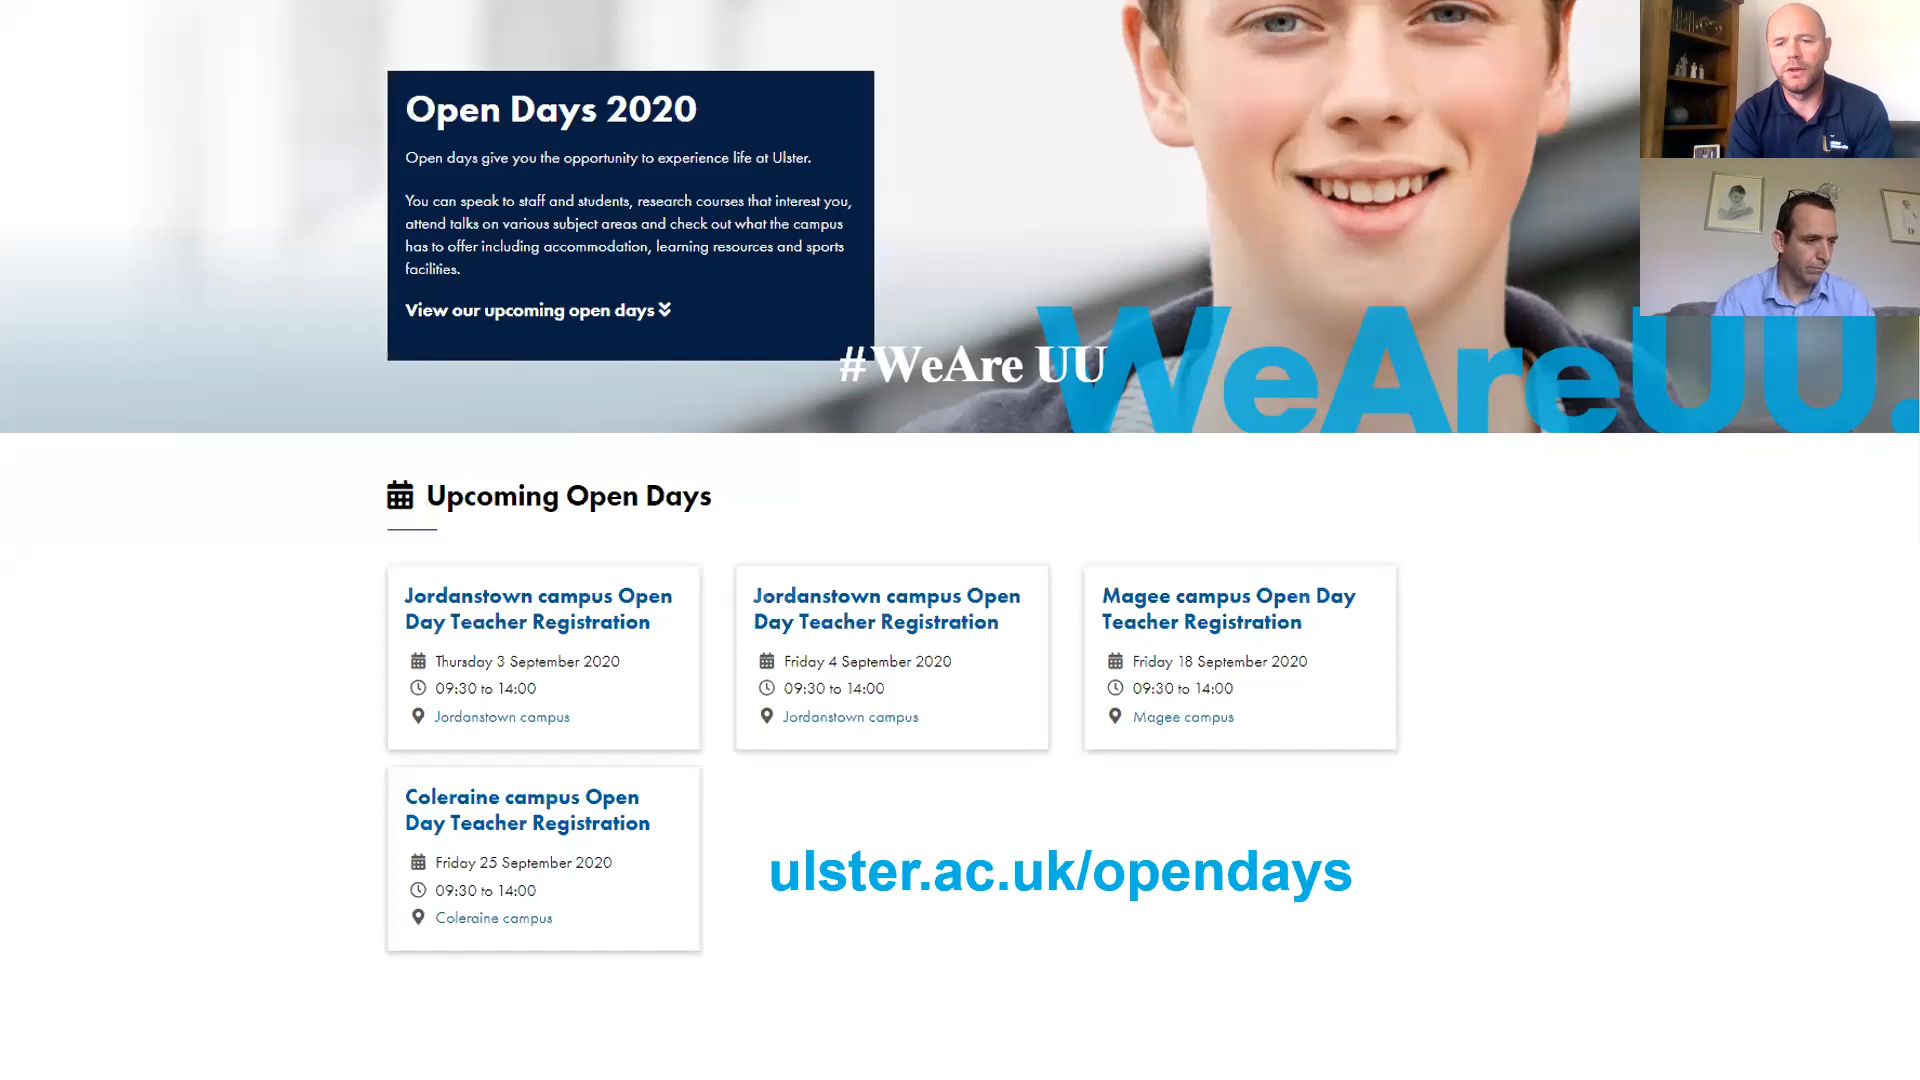 Open Days 2020
Open days give you the opportunity to experience life at Ulster.
You can speak to staff and students, research courses that interest you,
attend talks on various subject areas and check out what the campus
has to offer including accommodation, learning resources and sports
facilities.
View our upcoming open days
#WeAre UU
WeAreUU.
Upcoming Open Days
Jordanstown campus Open
Day Teacher Registration
Thursday 3 September 2020
09:30 to 14:00
Jordanstown campus
Jordanstown campus Open
Day Teacher Registration
Friday 4 September 2020
09:30 to 14:00
Jordanstown campus
Magee campus Open Day
Teacher Registration
Friday 18 September 2020
09:30 to 14:00
Magee campus
Coleraine campus Open
Day Teacher Registration
Friday 25 September 2020
09:30 to 14:00
Coleraine campus
ulster.ac.uk/opendays